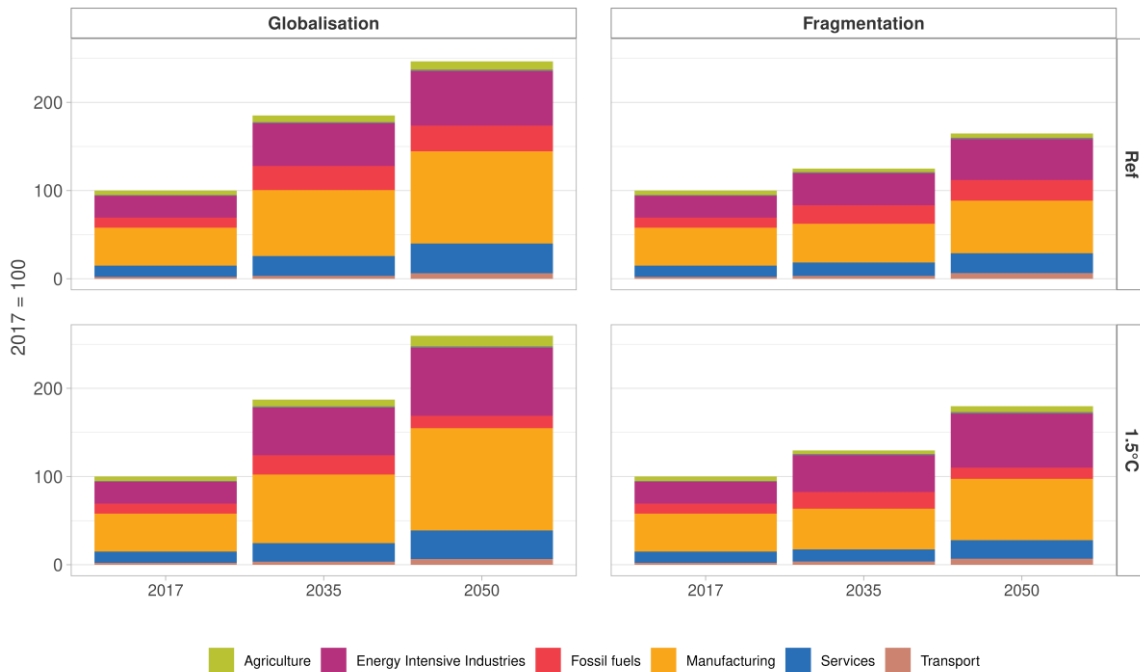 Globalisation
Fragmentation
2017 = 100
200
100
0
Ref
200
100
0
1.5°C
2017 2035 2050 2017 2035 2050
Agriculture Energy Intensive Industries Fossil fuels Manufacturing Services Transport